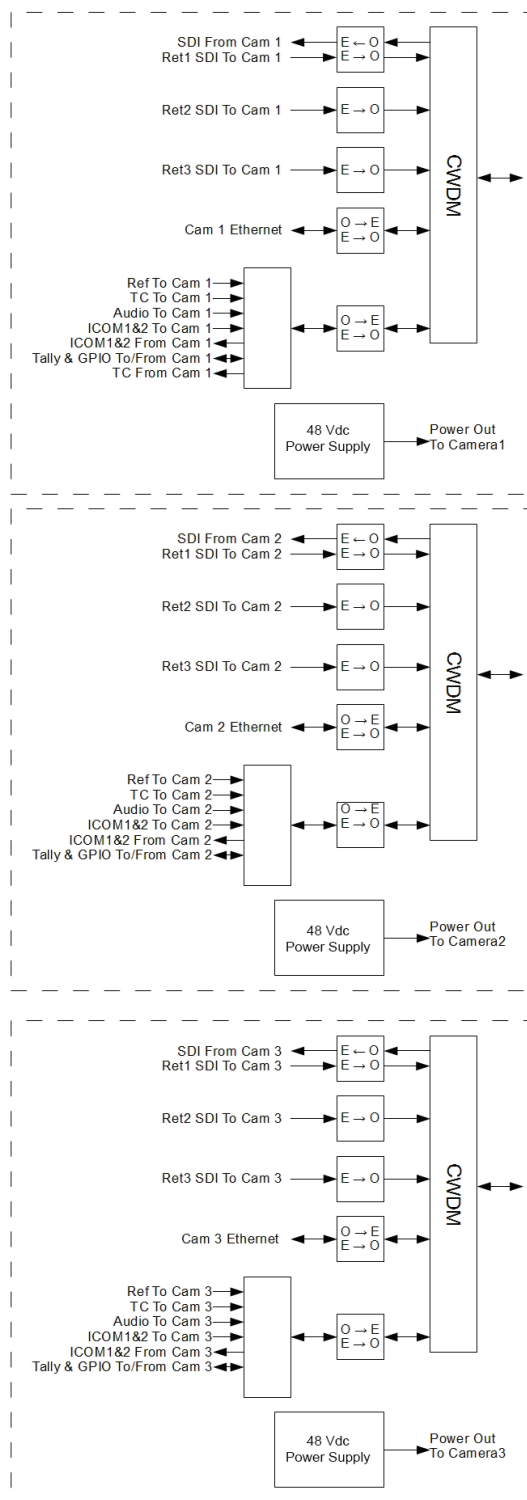 SDI From Cam 1
E ← O
Ret1 SDI To Cam 1
E → O
Ret2 SDI To Cam 1
E → O
Ret3 SDI To Cam 1
E → O
CWDM
Cam 1 Ethernet
O → E
E → O
Ref To Cam 1
TC To Cam 1
Audio To Cam 1
ICOM1&2 To Cam 1
ICOM1&2 From Cam 1
Tally & GPIO To/From Cam 1
TC From Cam 1
O → E
E → O
48 Vdc
Power Supply
Power Out
To Camera1
SDI From Cam 2
E ← O
Ret1 SDI To Cam 2
E → O
Ret2 SDI To Cam 2
E → O
Ret3 SDI To Cam 2
E → O
CWDM
Cam 2 Ethernet
O → E
E → O
Ref To Cam 2
TC To Cam 2
Audio To Cam 2
ICOM1&2 To Cam 2
ICOM1&2 From Cam 2
Tally & GPIO To/From Cam 2
O → E
E → O
48 Vdc
Power Supply
Power Out
To Camera2
SDI From Cam 3
E ← O
Ret1 SDI To Cam 3
E → O
Ret2 SDI To Cam 3
E → O
Ret3 SDI To Cam 3
E → O
CWDM
Cam 3 Ethernet
O → E
E → O
Ref To Cam 3
TC To Cam 3
Audio To Cam 3
ICOM1&2 To Cam 3
ICOM1&2 From Cam 3
Tally & GPIO To/From Cam 3
O → E
E → O
48 Vdc
Power Supply
Power Out
To Camera3